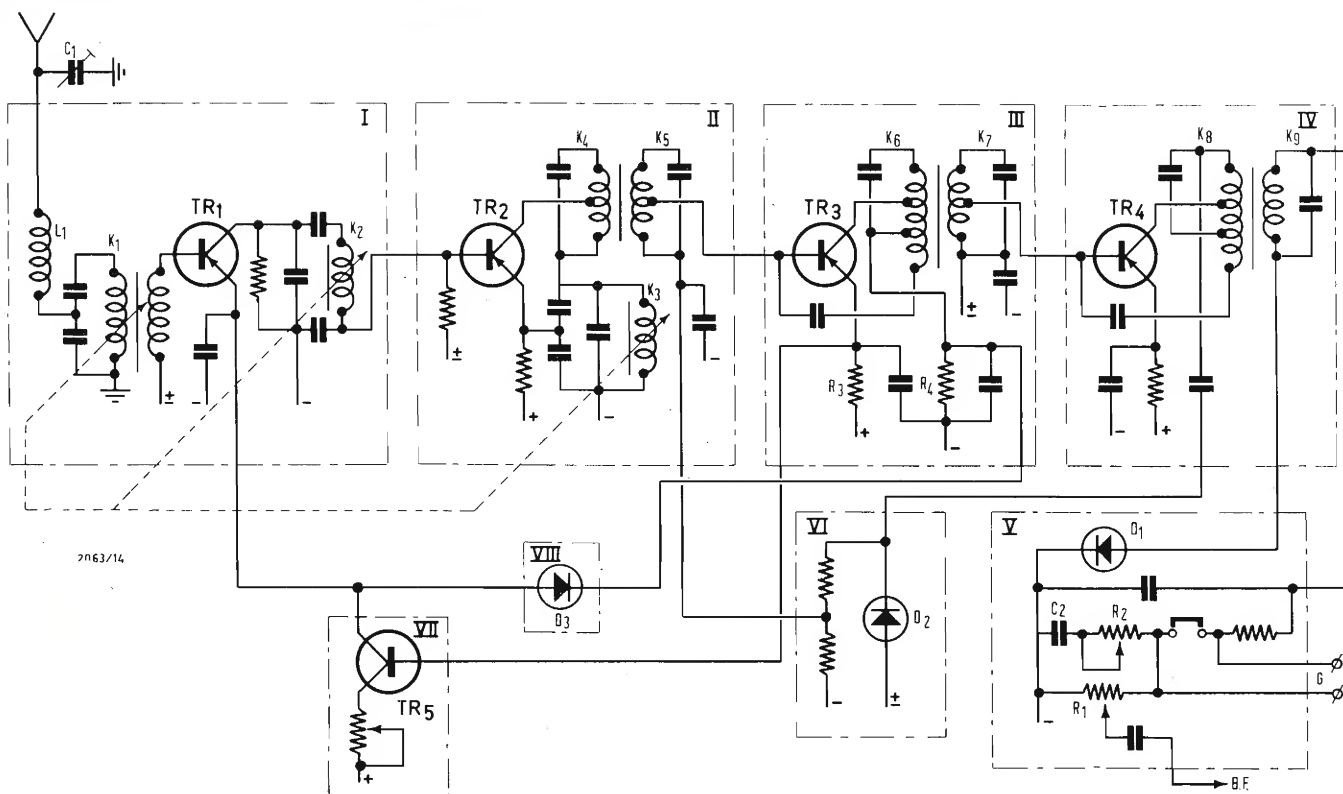 C1
I
II
III
IV
K4
K5
K6
K7
K8
K9
TR1
TR2
TR3
TR4
L1
K1
K2
K3
R3
R4
±
-
-
±
+
-
-
+
-
±
-
-
+
2063/14
VIII
D3
VII
TR5
+
VI
D2
-
±
V
D1
C2
R2
R1
G
-
B.F.